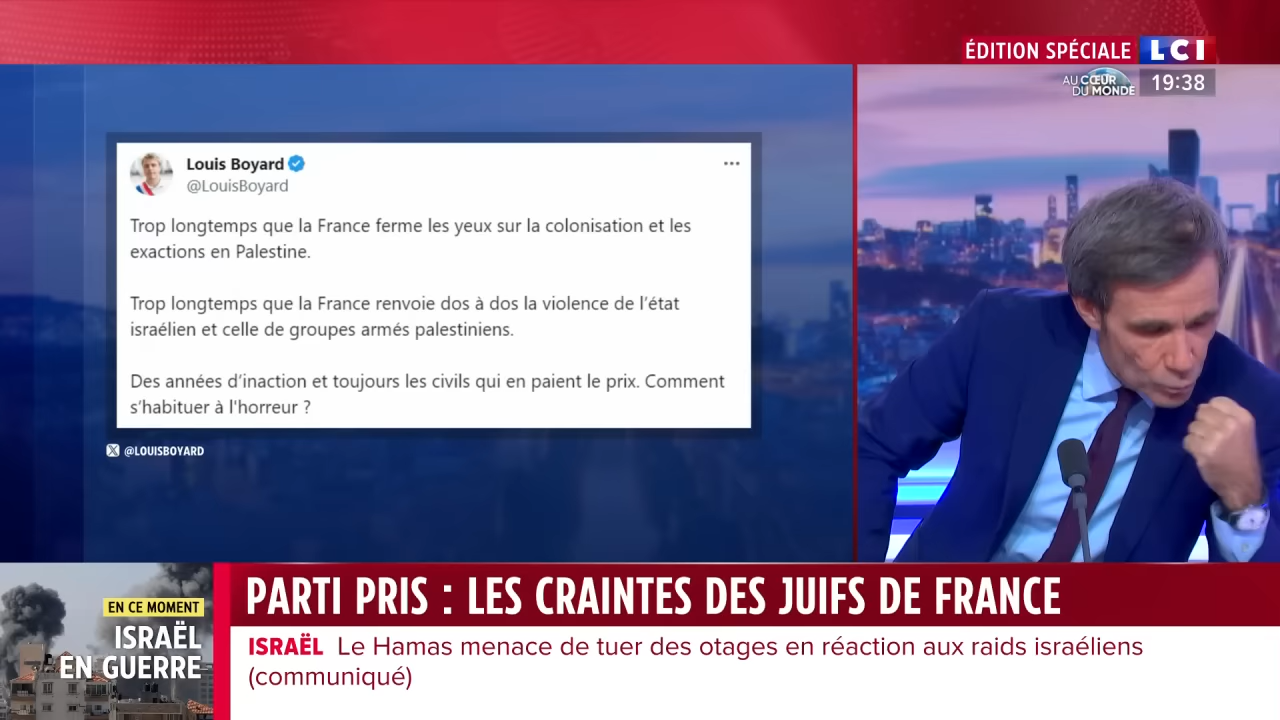 ÉDITION SPÉCIALE LCI
AU CŒUR
DU MONDE
19:38
Louis Boyard
@LouisBoyard
Trop longtemps que la France ferme les yeux sur la colonisation et les
exactions en Palestine.
Trop longtemps que la France renvoie dos à dos la violence de l'état
israélien et celle de groupes armés palestiniens.
Des années d'inaction et toujours les civils qui en paient le prix. Comment
s'habituer à l'horreur ?
@LOUISBOYARD
EN CE MOMENT
ISRAËL
EN GUERRE
PARTI PRIS : LES CRAINTES DES JUIFS DE FRANCE
ISRAËL Le Hamas menace de tuer des otages en réaction aux raids israéliens
(communiqué)